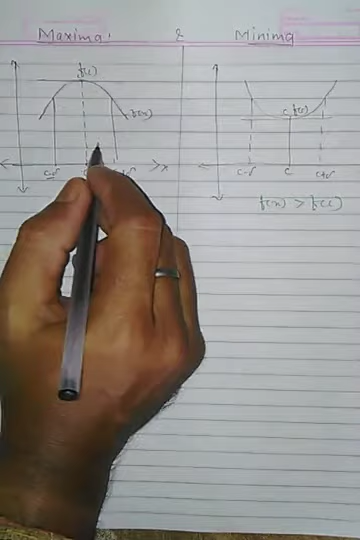 Maxima & Minima
f(c)
f(x)
x
f(c)
c
c-δ
c-δ
c
c+δ
f(x) > f(c)